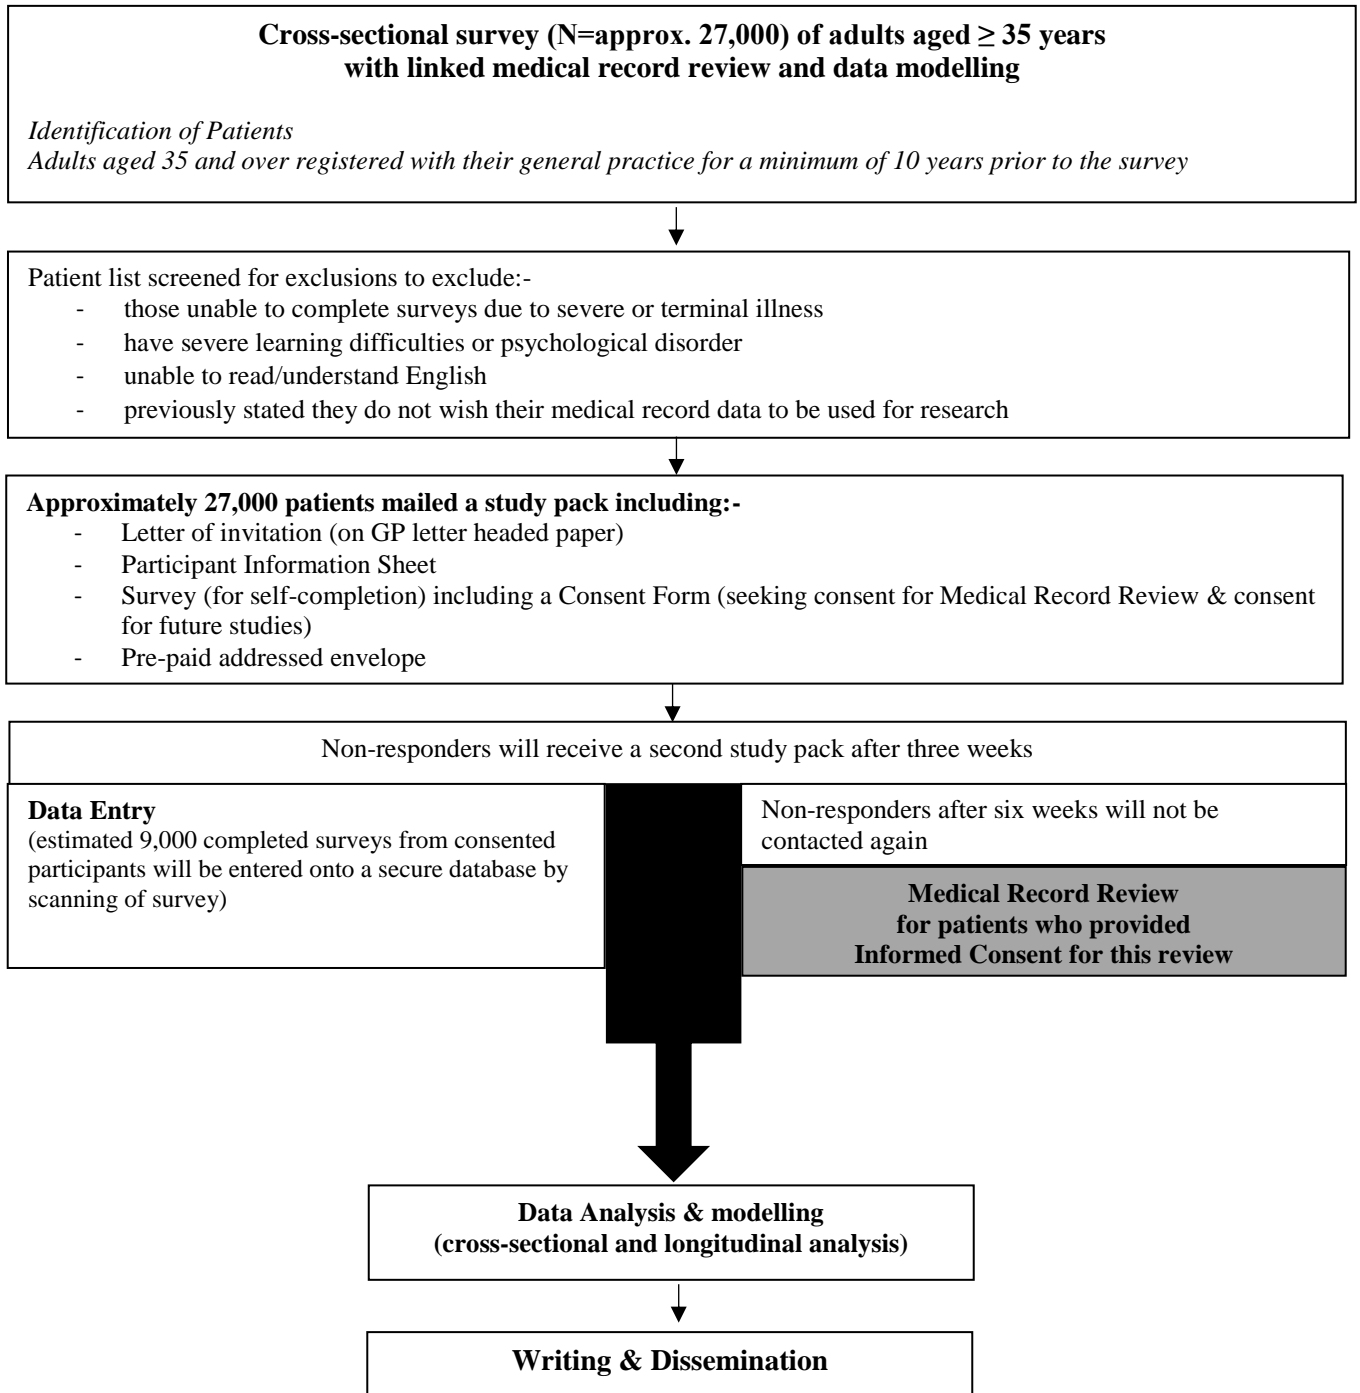 Cross-sectional survey (N=approx. 27,000) of adults aged ≥ 35 years
with linked medical record review and data modelling
Identification of Patients
Adults aged 35 and over registered with their general practice for a minimum of 10 years prior to the survey
Patient list screened for exclusions to exclude:-
- those unable to complete surveys due to severe or terminal illness
- have severe learning difficulties or psychological disorder
- unable to read/understand English
- previously stated they do not wish their medical record data to be used for research
Approximately 27,000 patients mailed a study pack including:-
- Letter of invitation (on GP letter headed paper)
- Participant Information Sheet
- Survey (for self-completion) including a Consent Form (seeking consent for Medical Record Review & consent
for future studies)
- Pre-paid addressed envelope
Non-responders will receive a second study pack after three weeks
Data Entry
(estimated 9,000 completed surveys from consented
participants will be entered onto a secure database by
scanning of survey)
Non-responders after six weeks will not be
contacted again
Medical Record Review
for patients who provided
Informed Consent for this review
Data Analysis & modelling
(cross-sectional and longitudinal analysis)
Writing & Dissemination